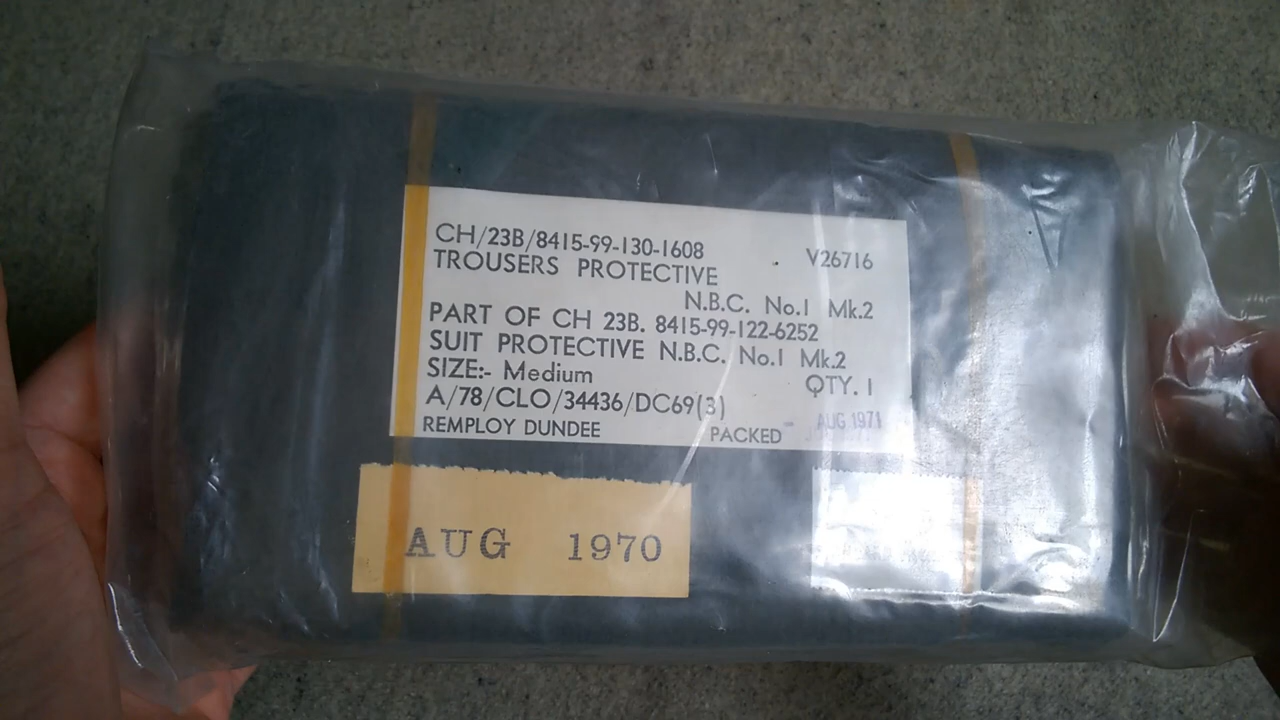 CH/23B/8415-99-130-1608 V26716
TROUSERS PROTECTIVE
N.B.C. No.1 Mk.2
PART OF CH 23B. 8415-99-122-6252
SUIT PROTECTIVE N.B.C. No.1 Mk.2
SIZE:- Medium QTY. 1
A/78/CLO/34436/DC69(3)
REMPLOY DUNDEE PACKED - AUG 1971
AUG 1970